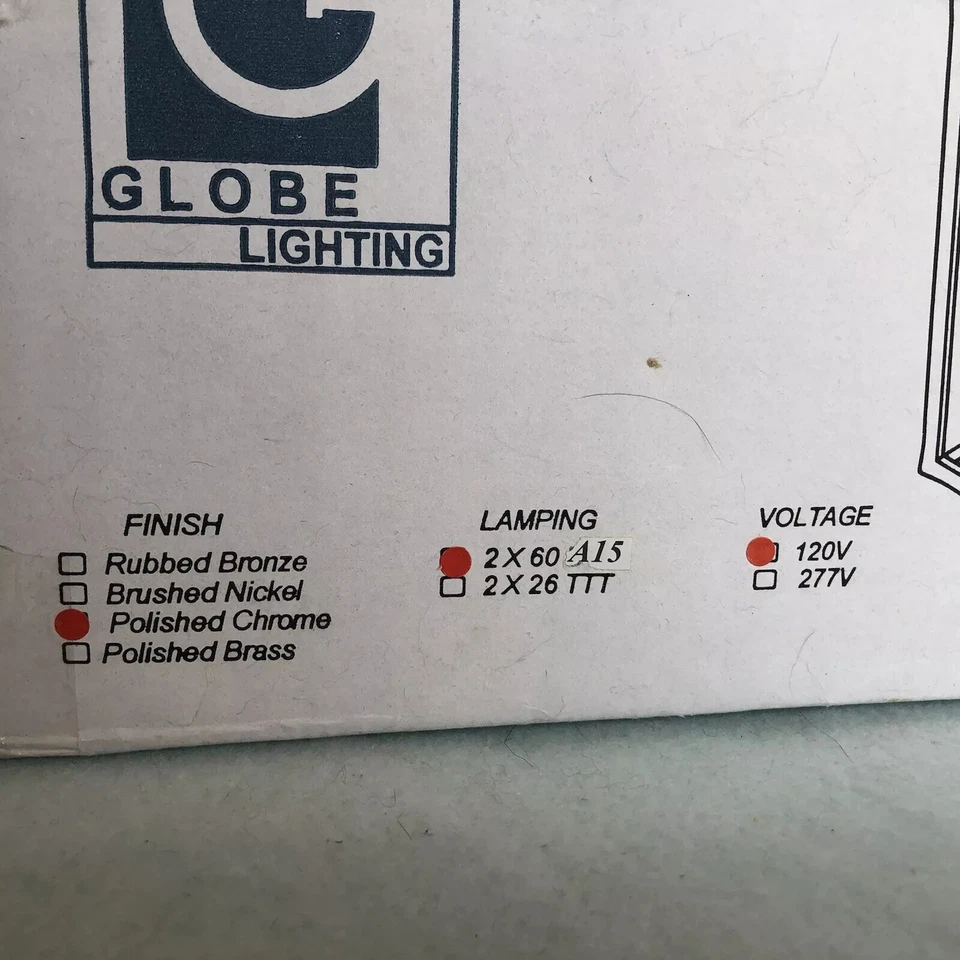 G
GLOBE
LIGHTING
FINISH
Rubbed Bronze
Brushed Nickel
Polished Chrome
Polished Brass
LAMPING
2 X 60 A15
2 X 26 TTT
VOLTAGE
120V
277V